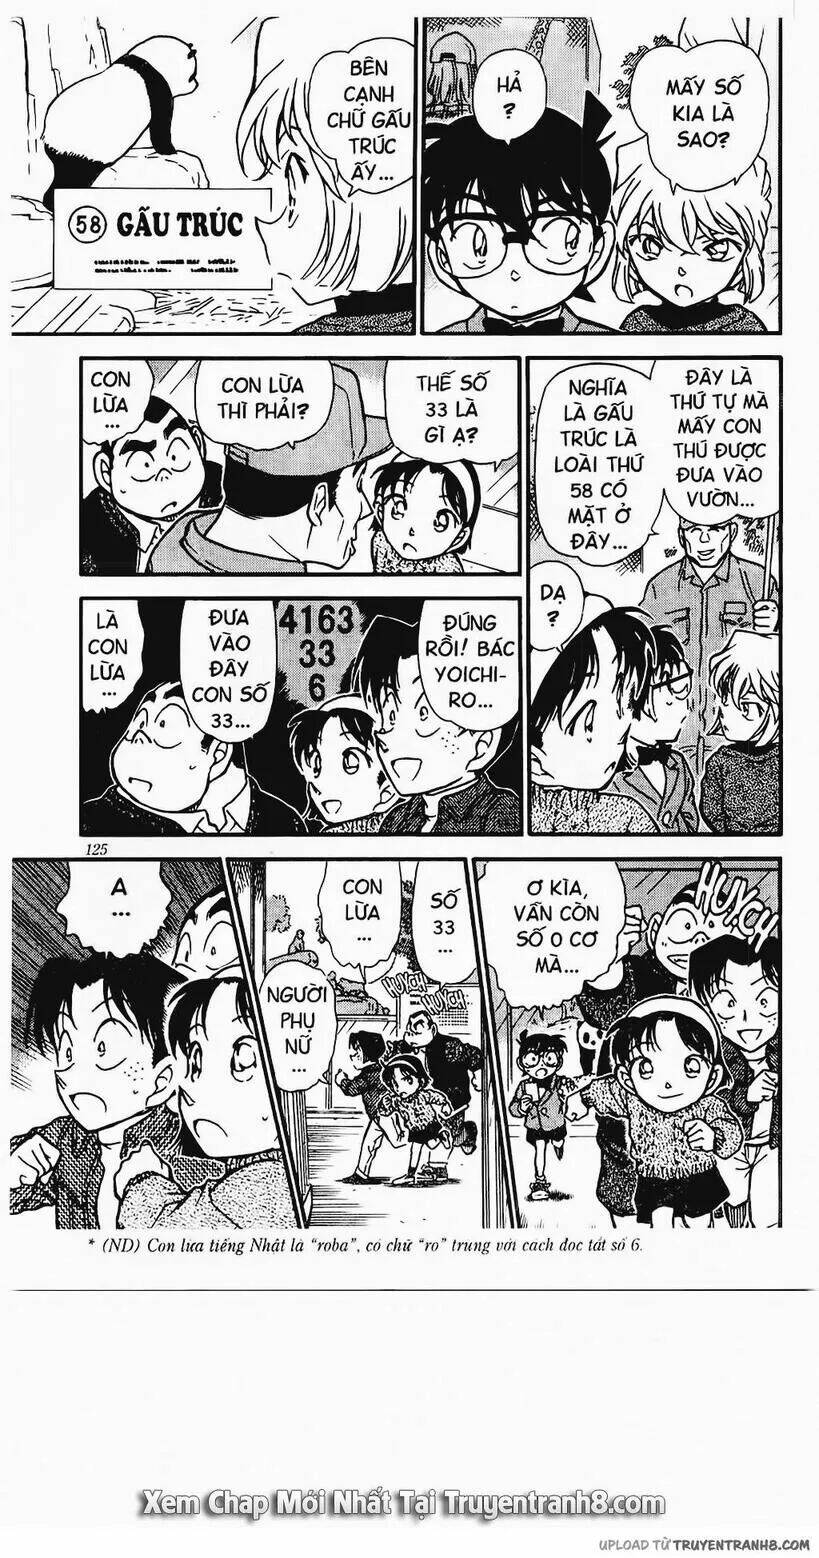 MẤY SỐ
KIA LÀ
SAO?
HẢ
?
BÊN
CẠNH
CHỮ GẤU
TRÚC
ẤY...
58 GẤU TRÚC
ĐÂY LÀ
THỨ TỰ MÀ
MẤY CON
THÚ ĐƯỢC
ĐƯA VÀO
VƯỜN...
NGHĨA
LÀ GẤU
TRÚC LÀ
LOÀI THỨ
58 CÓ
MẶT Ở
ĐÂY...
DẠ
?
THẾ SỐ
33 LÀ
GÌ Ạ?
CON LỪA
THÌ PHẢI?
CON
LỪA
...
ĐÚNG
RỒI! BÁC
YOICHI-
RO...
4163
33
6
ĐƯA
VÀO
ĐÂY
CON SỐ
33...
LÀ
CON
LỪA
...
125
HUỴCH
Ơ KÌA,
VẪN CÒN
SỐ 0 CƠ
MÀ...
SỐ
33
...
CON
LỪA
...
HUỴCH
HUỴCH
NGƯỜI
PHỤ
NỮ
...
A
...
* (ND) Con lừa tiếng Nhật là "roba", có chữ "ro" trùng với cách đọc tắt số 6.
Xem Chap Mới Nhất Tại Truyentranh8.com
UPLOAD TỪ TRUYENTRANH8.COM